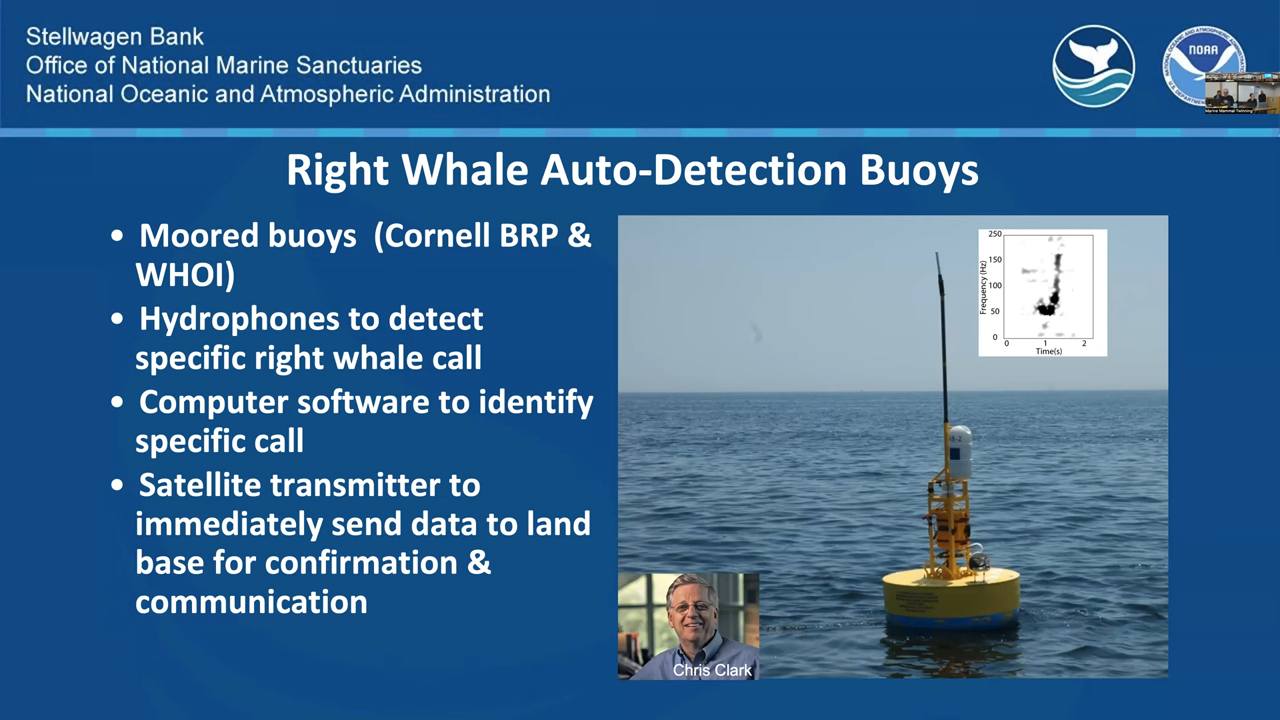 Stellwagen Bank
Office of National Marine Sanctuaries
National Oceanic and Atmospheric Administration
NOAA
Marine Mammal Twinning
Right Whale Auto-Detection Buoys
• Moored buoys (Cornell BRP &
WHOI)
• Hydrophones to detect
specific right whale call
• Computer software to identify
specific call
• Satellite transmitter to
immediately send data to land
base for confirmation &
communication
250
150
100
50
0
Frequency (Hz)
0 1 2
Time(s)
Chris Clark